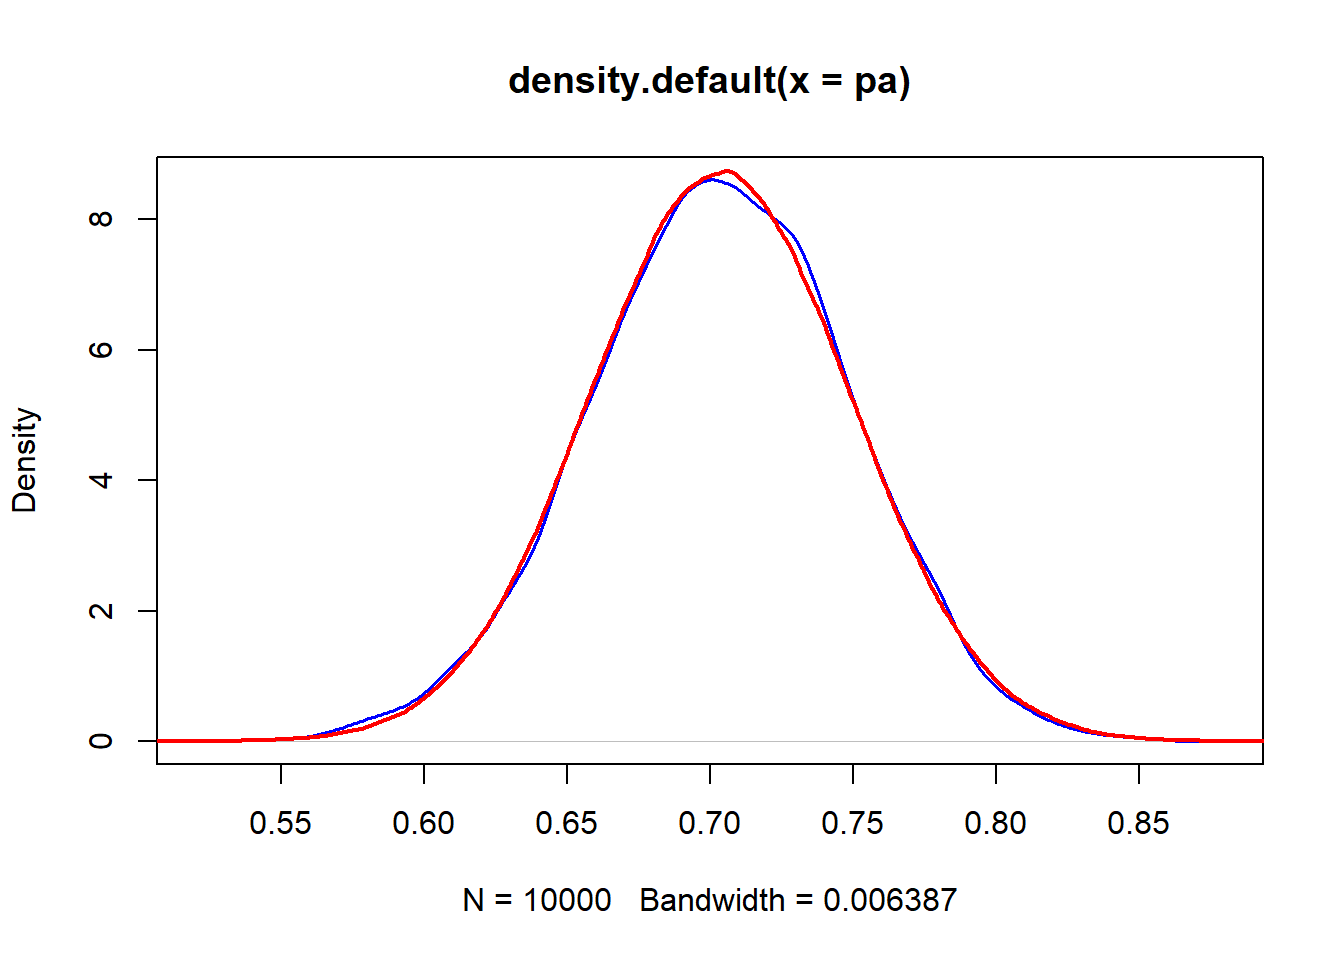 density.default(x = pa)
Density
0 2 4 6 8
0.55 0.60 0.65 0.70 0.75 0.80 0.85
N = 10000 Bandwidth = 0.006387